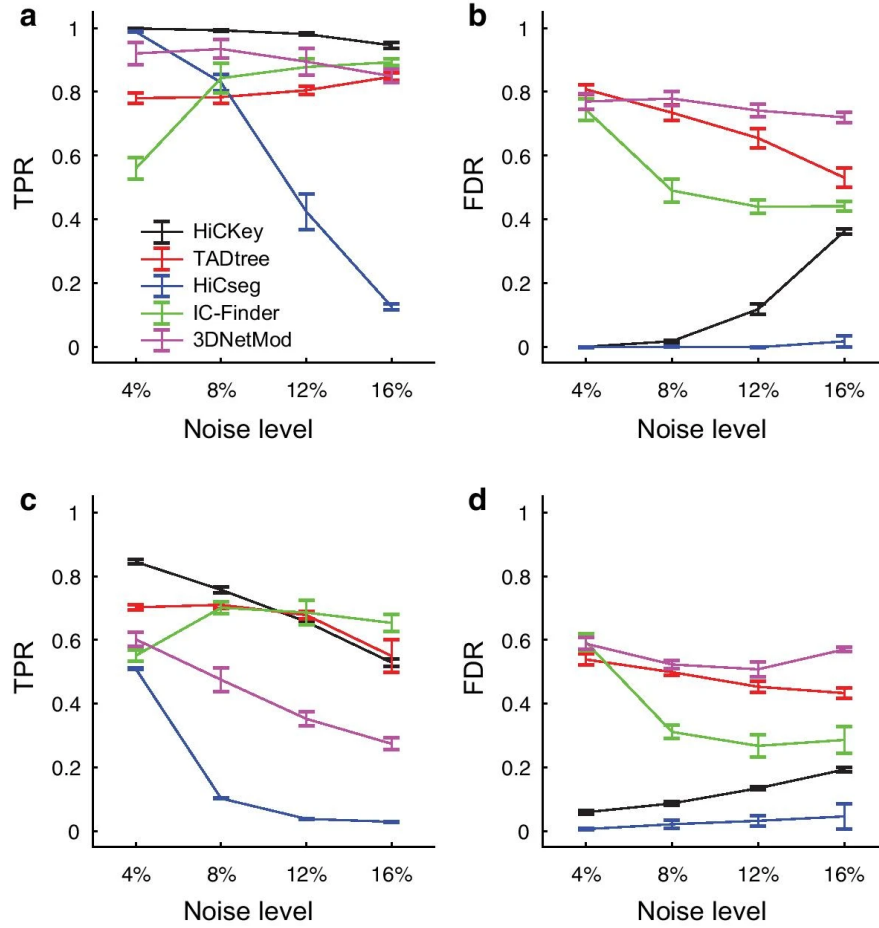 a
1
0.8
0.6
0.4
0.2
0
TPR
HiCKey
TADtree
HiCseg
IC-Finder
3DNetMod
4% 8% 12% 16%
Noise level
b
1
0.8
0.6
0.4
0.2
0
FDR
4% 8% 12% 16%
Noise level
c
1
0.8
0.6
0.4
0.2
0
TPR
4% 8% 12% 16%
Noise level
d
1
0.8
0.6
0.4
0.2
0
FDR
4% 8% 12% 16%
Noise level